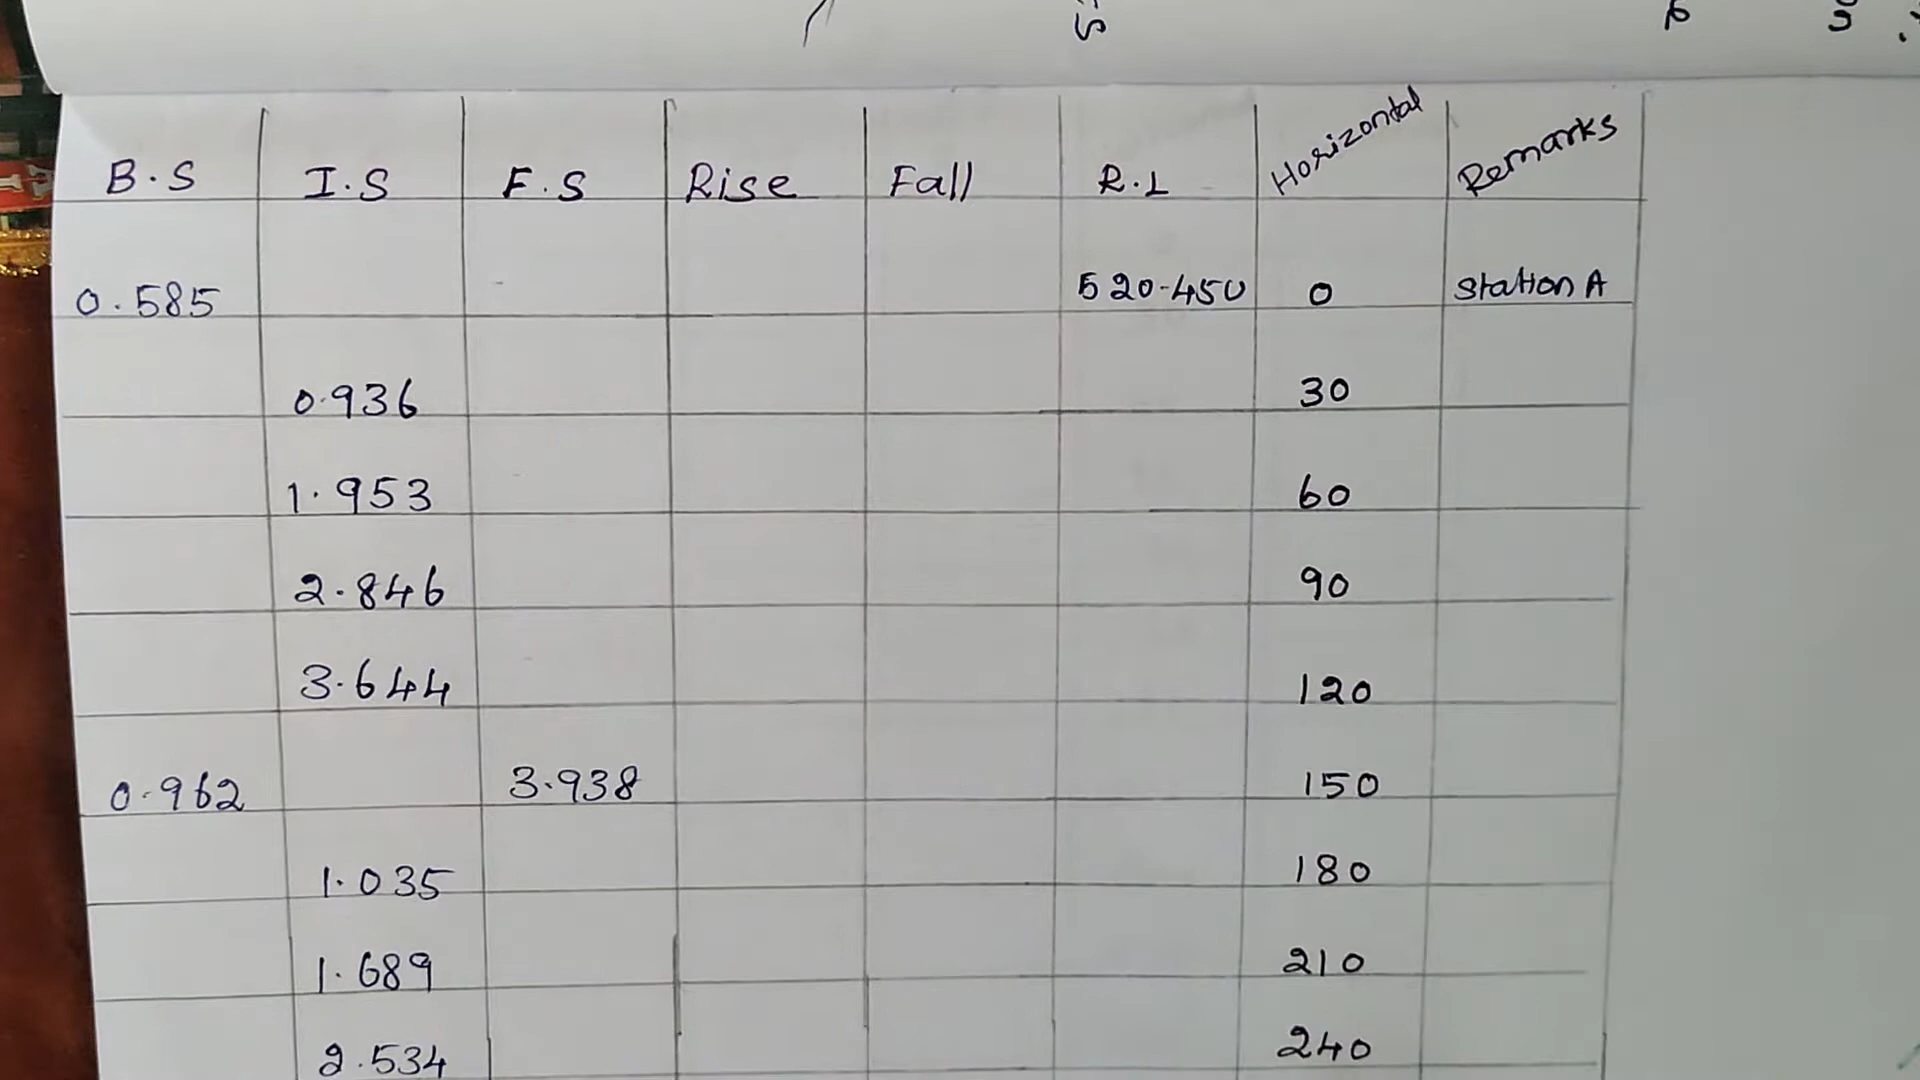 B.S I.S F.S Rise Fall R.L Horizontal Remarks
0.585 520.450 0 Station A
0.936 30
1.953 60
2.846 90
3.644 120
0.962 3.938 150
1.035 180
1.689 210
2.534 240